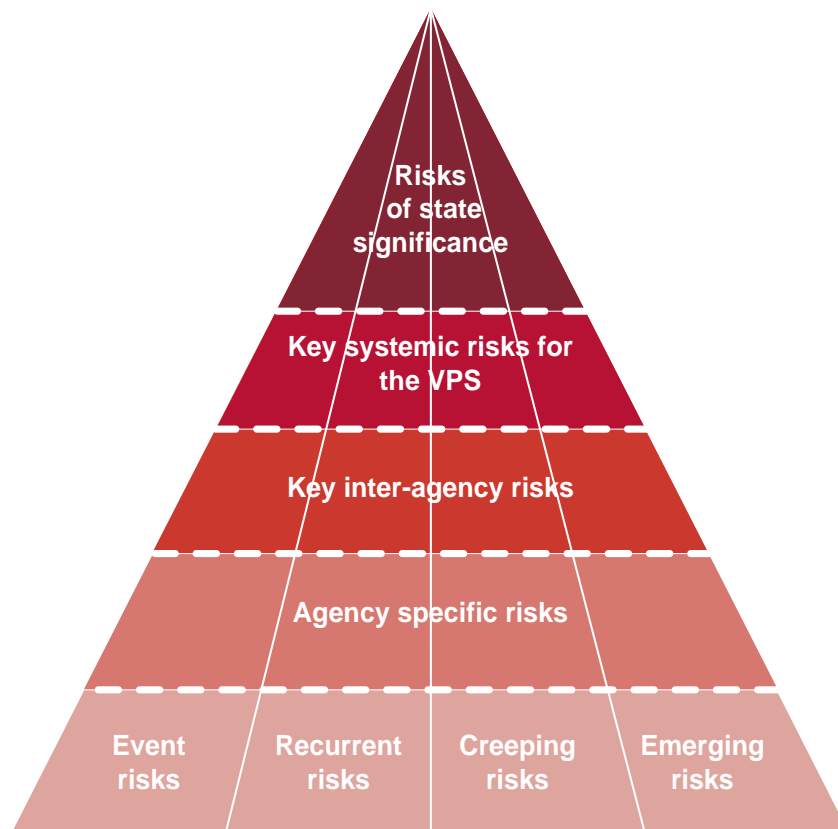 Risks
of state
significance
Key systemic risks for
the VPS
Key inter-agency risks
Agency specific risks
Event
risks
Recurrent
risks
Creeping
risks
Emerging
risks